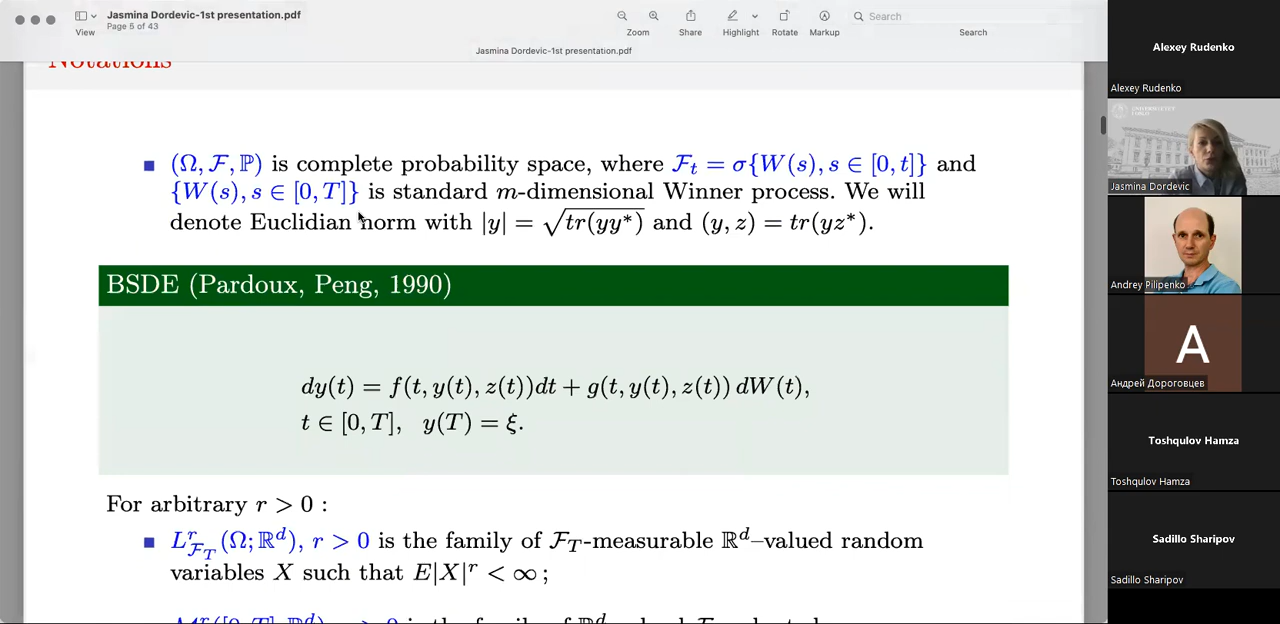 Jasmina Dordevic-1st presentation.pdf
Page 5 of 43
View
Zoom
Share
Highlight
Rotate
Markup
Search
Search
Jasmina Dordevic-1st presentation.pdf
Notations
(Ω, ℱ, ℙ) is complete probability space, where ℱ_t = σ{W(s), s ∈ [0, t]} and
{W(s), s ∈ [0, T]} is standard m-dimensional Winner process. We will
denote Euclidian norm with |y| = √tr(yy*) and (y, z) = tr(yz*).
BSDE (Pardoux, Peng, 1990)
dy(t) = f(t, y(t), z(t))dt + g(t, y(t), z(t)) dW(t),
t ∈ [0, T], y(T) = ξ.
For arbitrary r > 0 :
L^r_{ℱ_T}(Ω; ℝ^d), r > 0 is the family of ℱ_T-measurable ℝ^d–valued random
variables X such that E|X|^r < ∞ ;
Alexey Rudenko
Alexey Rudenko
Jasmina Dordevic
Andrey Pilipenko
А
Андрей Дороговцев
Toshqulov Hamza
Toshqulov Hamza
Sadillo Sharipov
Sadillo Sharipov